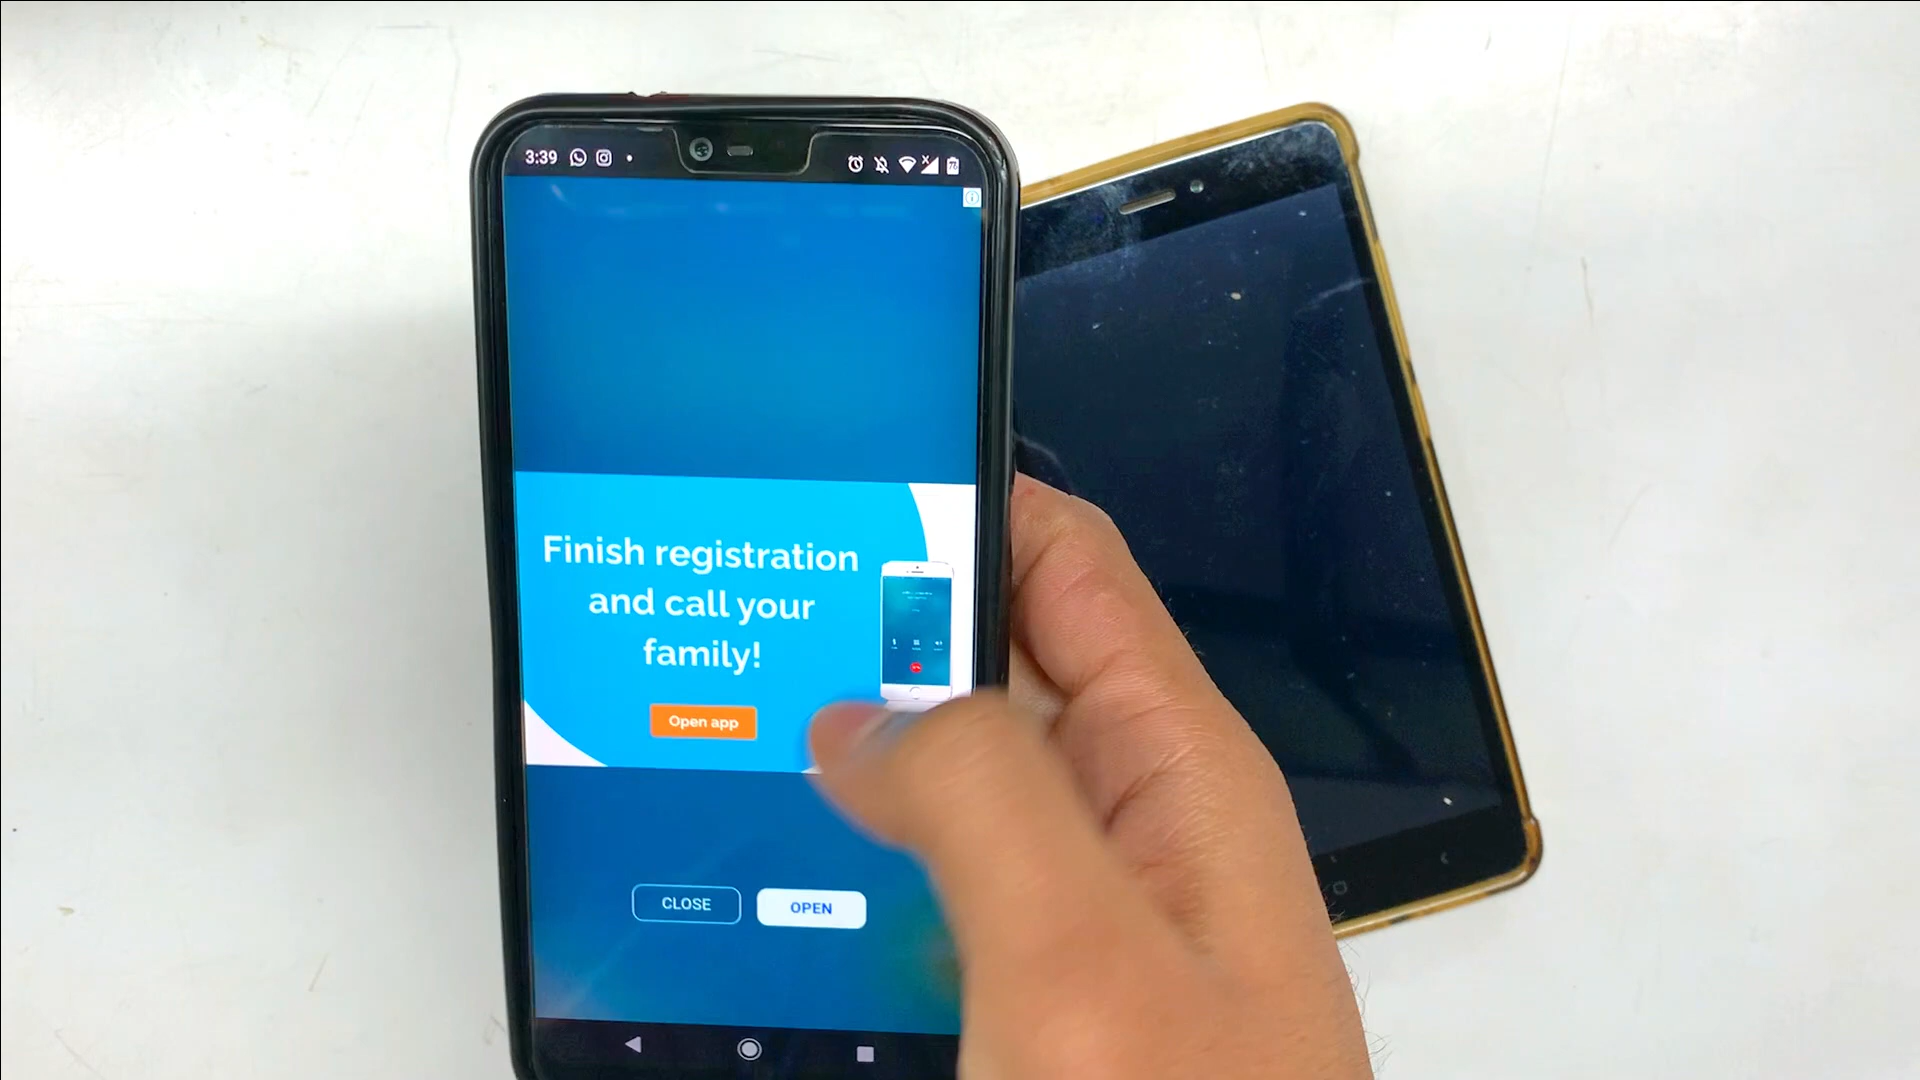 3:39
Finish registration
and call your
family!
Open app
CLOSE
OPEN